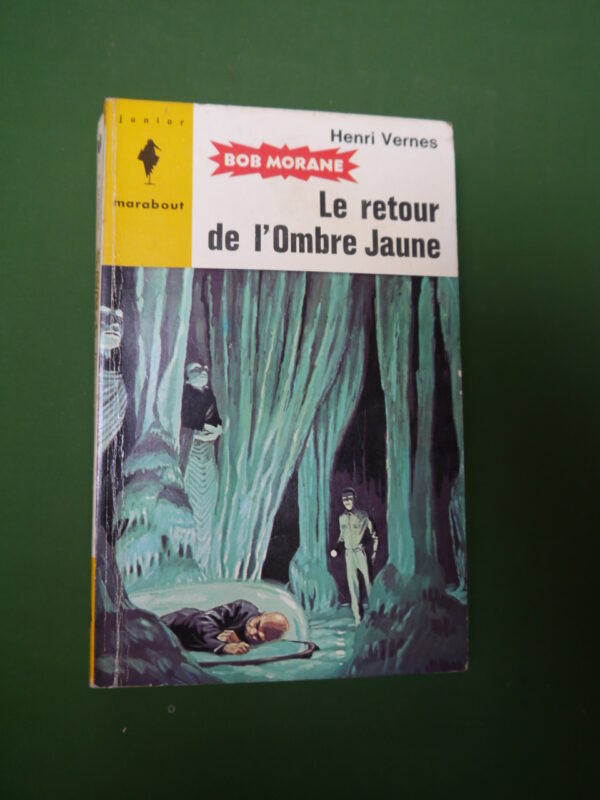 junior
marabout
Henri Vernes
BOB MORANE
Le retour
de l'Ombre Jaune